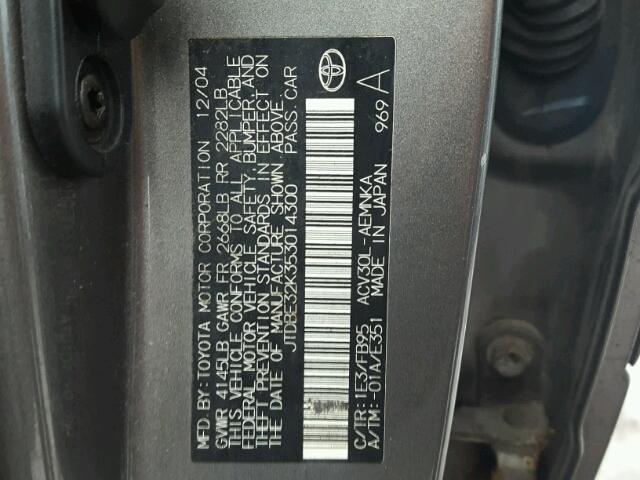 MFD.BY:TOYOTA MOTOR CORPORATION 12/04
GVWR 4145LB GAWR FR 2668LB RR 2282LB
THIS VEHICLE CONFORMS TO ALL APPLICABLE
FEDERAL MOTOR VEHICLE SAFETY, BUMPER, AND
THEFT PREVENTION STANDARDS IN EFFECT ON
THE DATE OF MANUFACTURE SHOWN ABOVE.
JTDBE32K353014300 PASS.CAR
C/TR:1E3/FB95 ACV30L-AEMNKA
A/TM:-01A/E351 MADE IN JAPAN 969 A